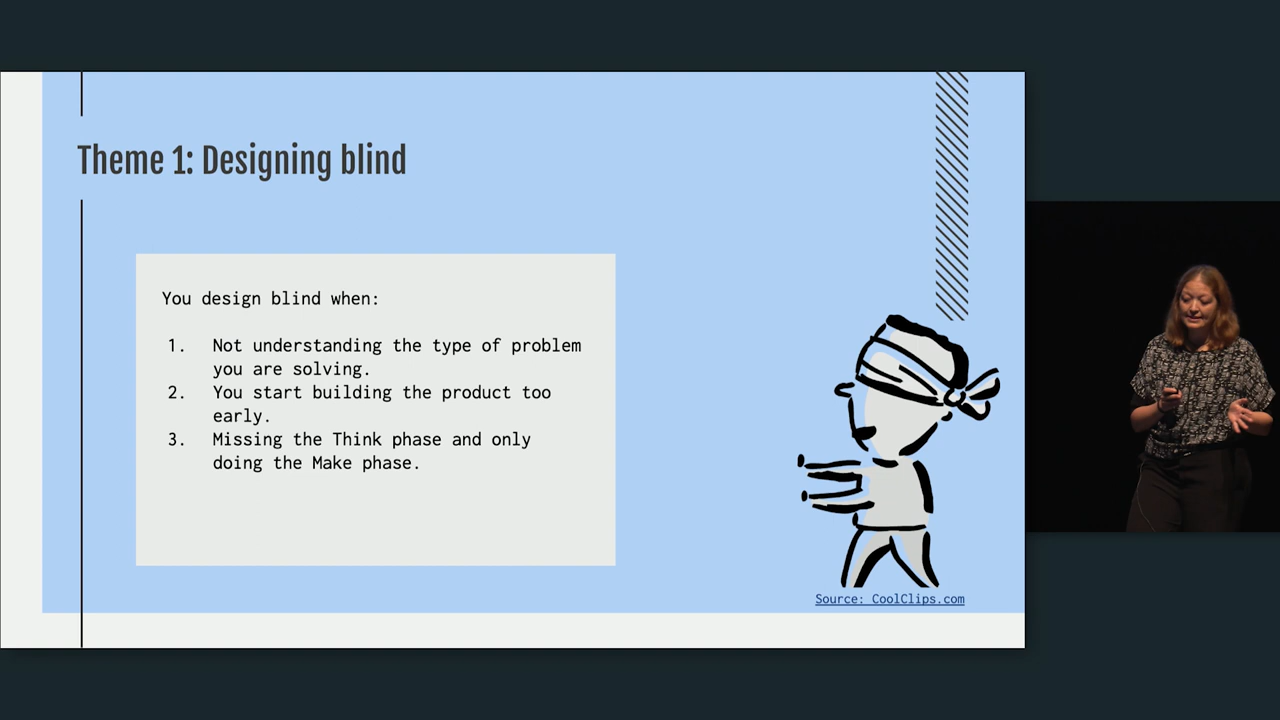 Theme 1: Designing blind
You design blind when:
1. Not understanding the type of problem
you are solving.
2. You start building the product too
early.
3. Missing the Think phase and only
doing the Make phase.
Source: CoolClips.com